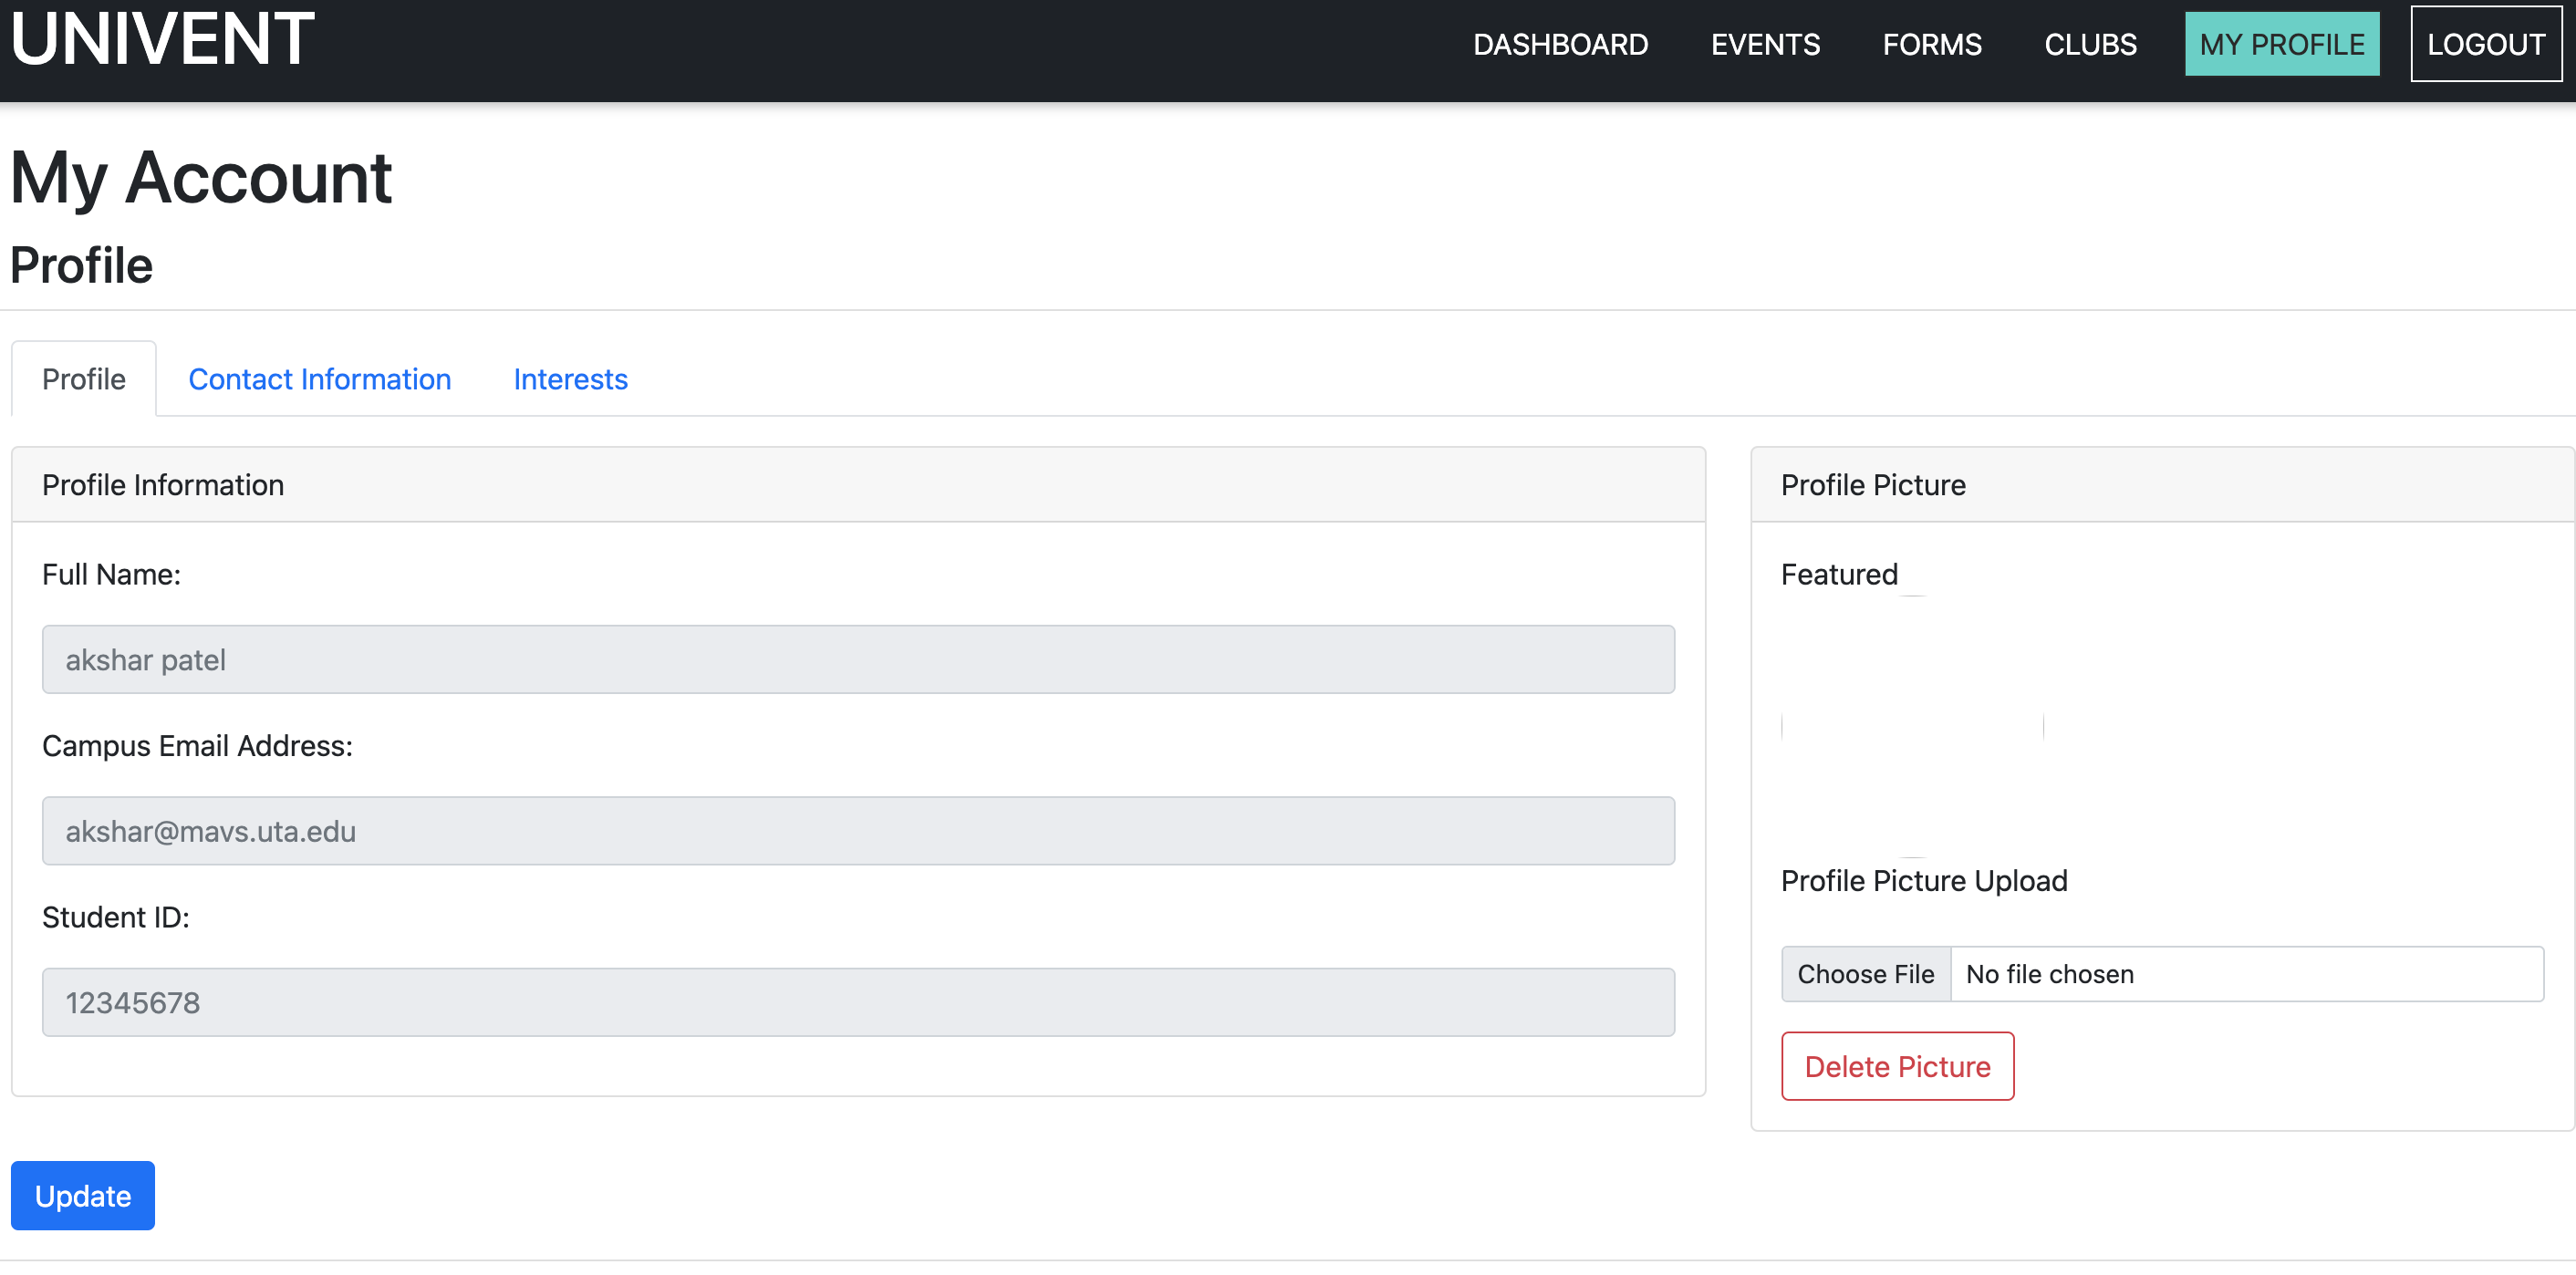 UNIVENT
DASHBOARD EVENTS FORMS CLUBS MY PROFILE LOGOUT
My Account
Profile
Profile Contact Information Interests
Profile Information
Full Name:
akshar patel
Campus Email Address:
akshar@mavs.uta.edu
Student ID:
12345678
Profile Picture
Featured
Profile Picture Upload
Choose File No file chosen
Delete Picture
Update